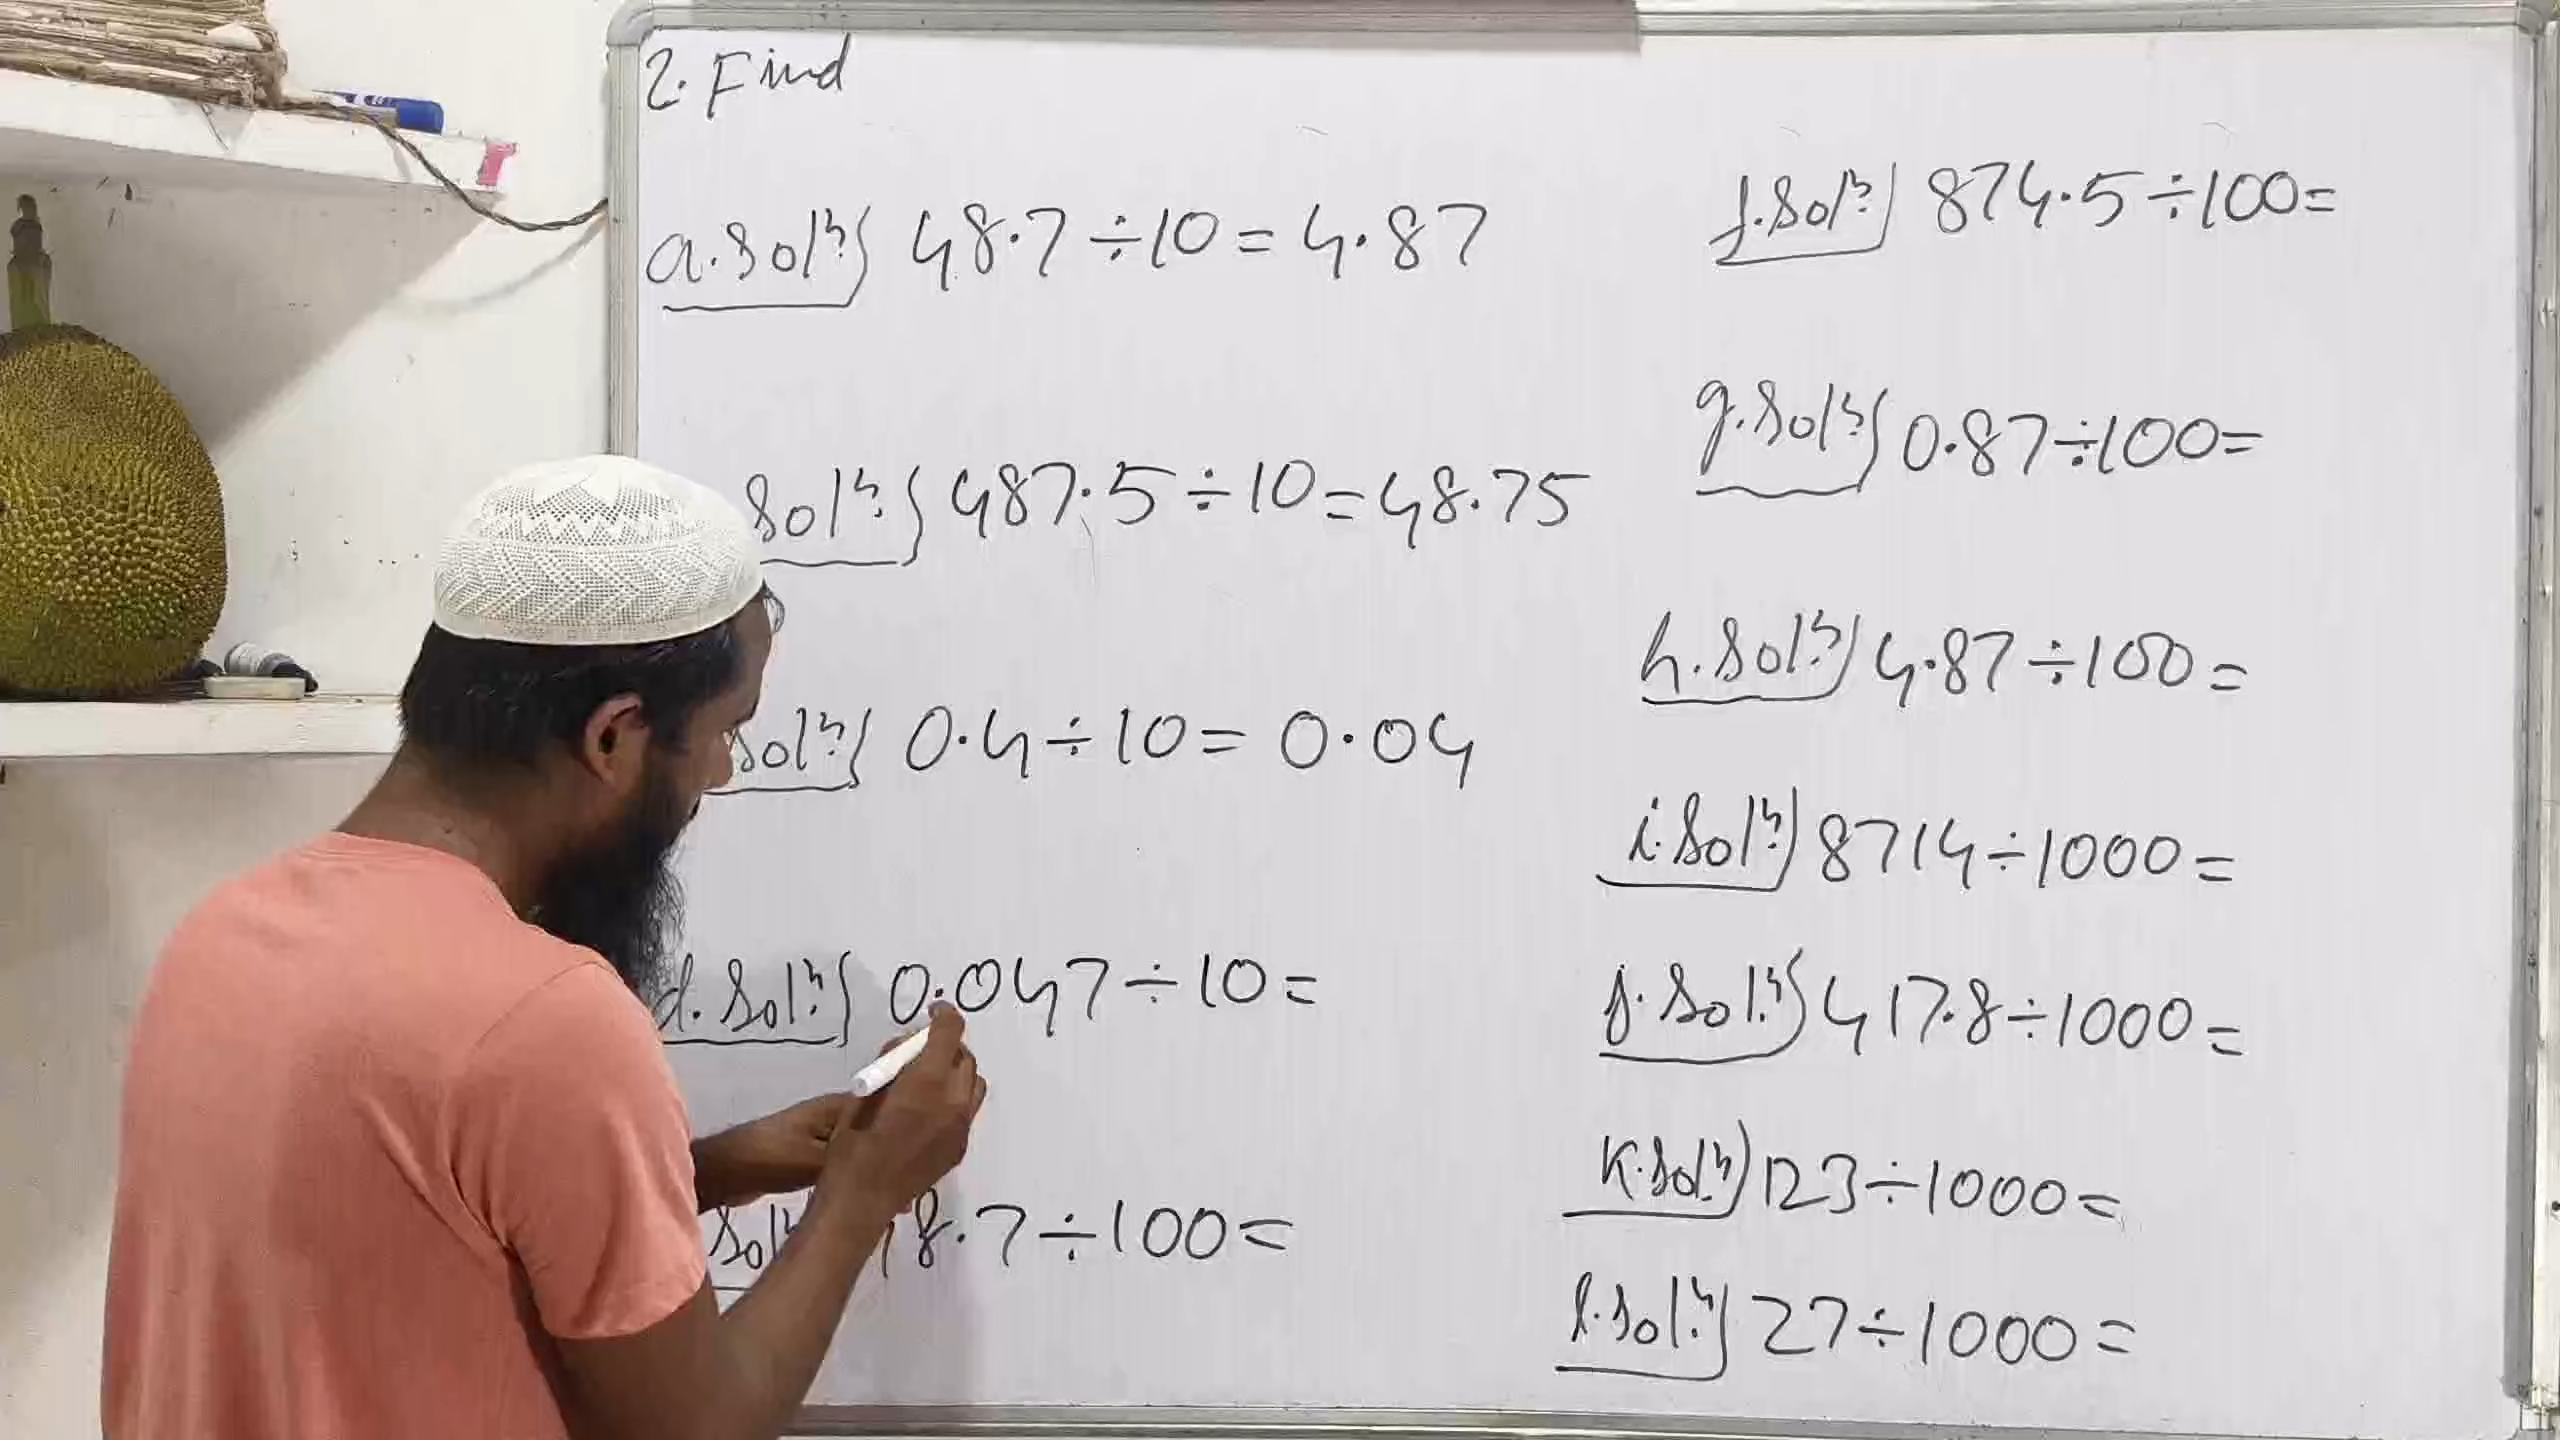 2. Find
a. Sol?} 48.7 ÷ 10 = 4.87
Sol?} 487.5 ÷ 10 = 48.75
Sol?} 0.4 ÷ 10 = 0.04
d. Sol?} 0.047 ÷ 10 =
Sol 8.7 ÷ 100 =
f. Sol?) 874.5 ÷ 100 =
g. Sol?} 0.87 ÷ 100 =
h. Sol?) 4.87 ÷ 100 =
i. Sol?) 8714 ÷ 1000 =
j. Sol?} 417.8 ÷ 1000 =
k. Sol?) 123 ÷ 1000 =
l. Sol?} 27 ÷ 1000 =